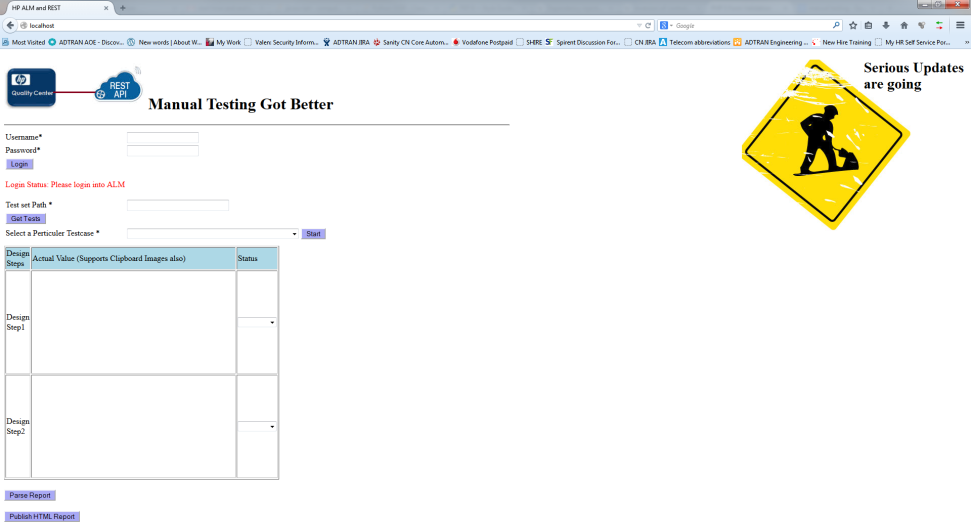 HP ALM and REST
localhost
Google
Most Visited ADTRAN AOE - Discov... New words | About W... My Work Valerx Security Inform... ADTRAN JIRA Sanity CN Core Autom... Vodafone Postpaid SHIRE Spirent Discussion For... CN JIRA Telecom abbreviations ADTRAN Engineering ... New Hire Training My HR Self Service Por... »
hp
Quality Center
REST
API
Manual Testing Got Better
Serious Updates
are going
Username*
Password*
Login
Login Status: Please login into ALM
Test set Path *
Get Tests
Select a Perticuler Testcase *
Start
Design
Steps
Actual Value (Supports Clipboard Images also)
Status
Design
Step1
Design
Step2
Parse Report
Publish HTML Report